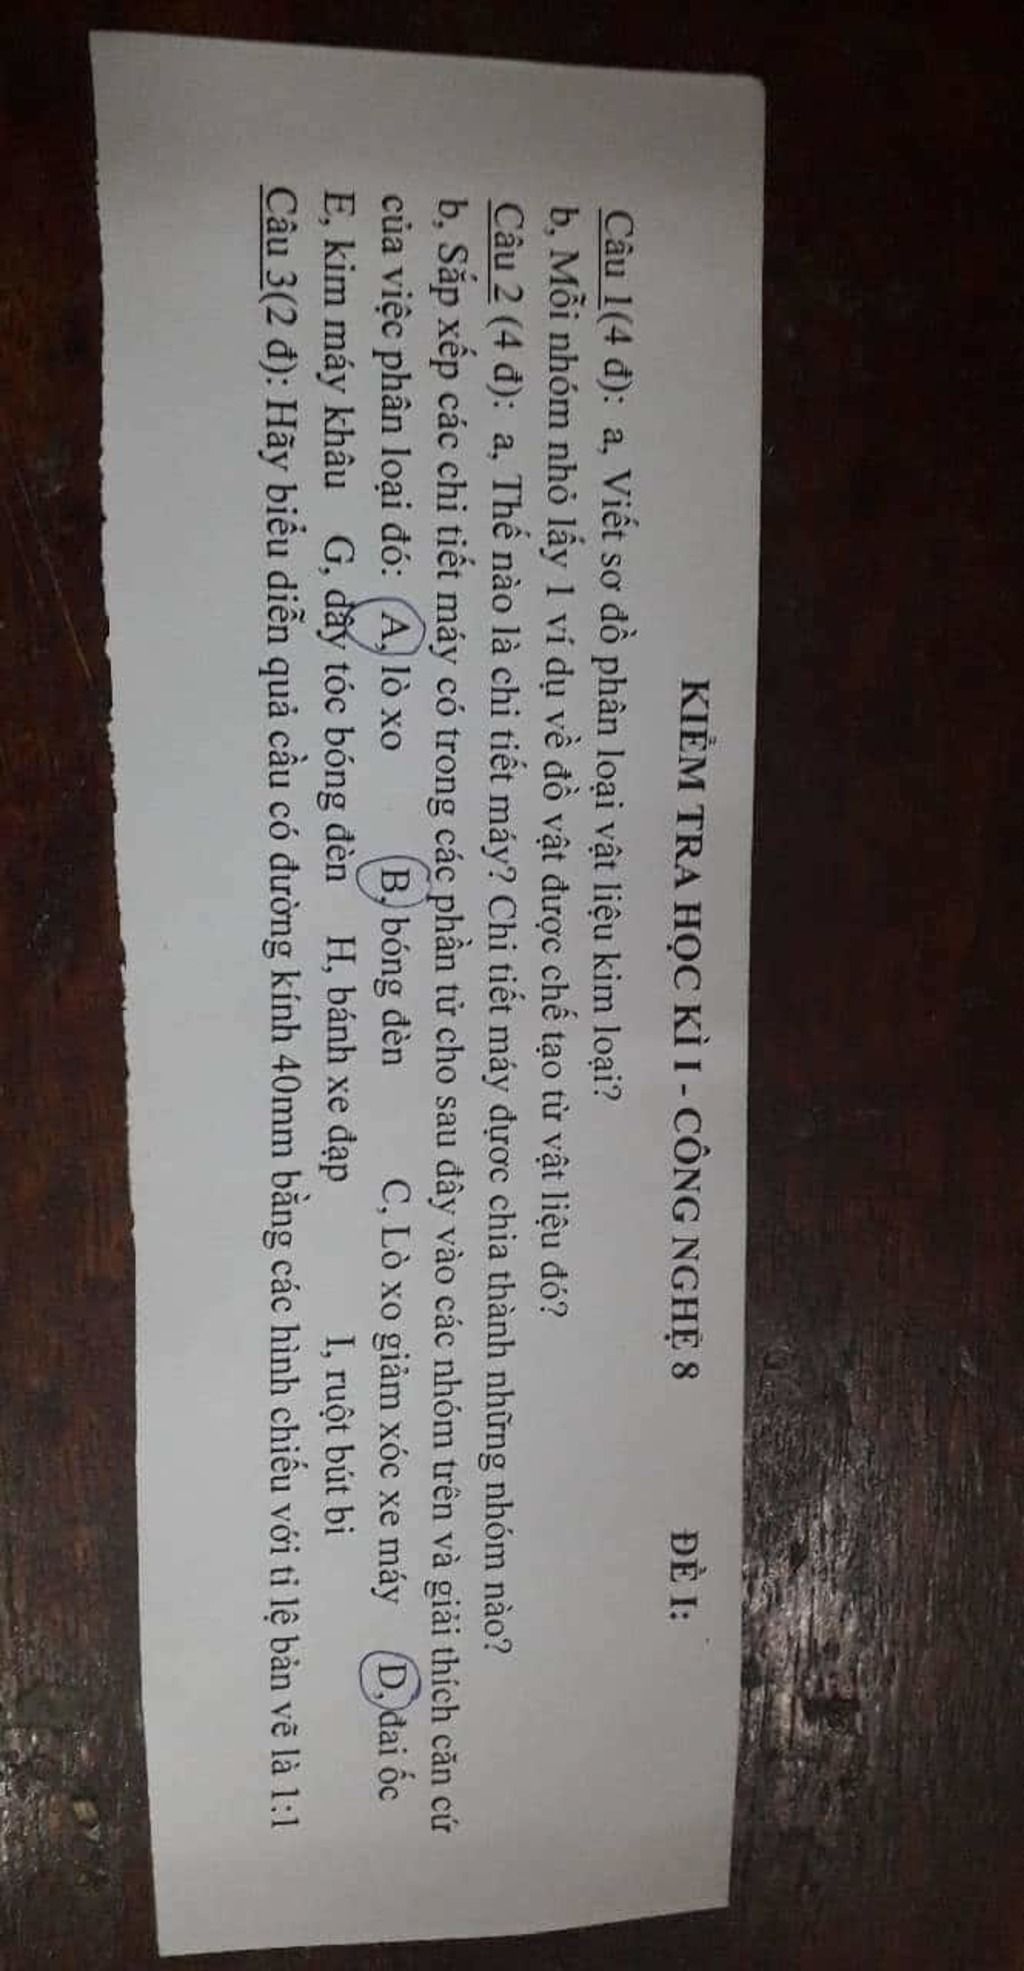 KIỂM TRA HỌC KÌ I - CÔNG NGHỆ 8 ĐỀ I:
Câu 1(4 đ): a, Viết sơ đồ phân loại vật liệu kim loại?
b, Mỗi nhóm nhỏ lấy 1 ví dụ về đồ vật được chế tạo từ vật liệu đó?
Câu 2 (4 đ): a, Thế nào là chi tiết máy? Chi tiết máy dựơc chia thành những nhóm nào?
b, Sắp xếp các chi tiết máy có trong các phần tử cho sau đây vào các nhóm trên và giải thích căn cứ
của việc phân loại đó: A, lò xo B, bóng đèn C, Lò xo giảm xóc xe máy D, đai ốc
E, kim máy khâu G, dây tóc bóng đèn H, bánh xe đạp I, ruột bút bi
Câu 3(2 đ): Hãy biểu diễn quả cầu có đường kính 40mm bằng các hình chiếu với tỉ lệ bản vẽ là 1:1